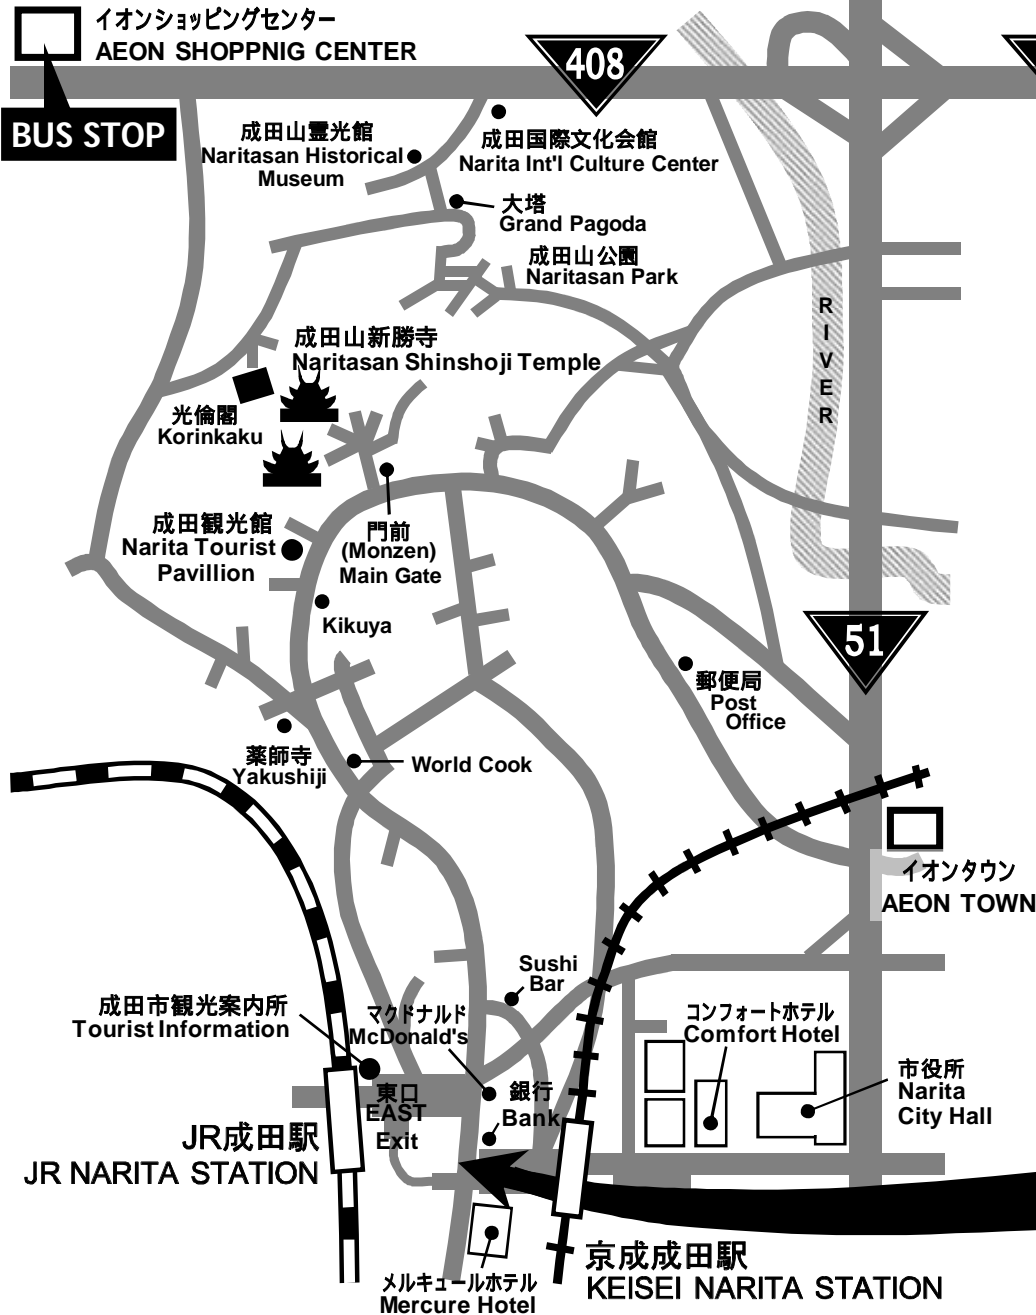 イオンショッピングセンター
AEON SHOPPNIG CENTER
408
BUS STOP
成田山霊光館
Naritasan Historical
Museum
成田国際文化会館
Narita Int'l Culture Center
大塔
Grand Pagoda
成田山公園
Naritasan Park
RIVER
成田山新勝寺
Naritasan Shinshoji Temple
光倫閣
Korinkaku
成田観光館
Narita Tourist
Pavillion
門前
(Monzen)
Main Gate
Kikuya
51
郵便局
Post
Office
薬師寺
Yakushiji
World Cook
イオンタウン
AEON TOWN
Sushi
Bar
成田市観光案内所
Tourist Information
マクドナルド
McDonald's
コンフォートホテル
Comfort Hotel
市役所
Narita
City Hall
東口
EAST
Exit
銀行
Bank
JR成田駅
JR NARITA STATION
京成成田駅
KEISEI NARITA STATION
メルキュールホテル
Mercure Hotel